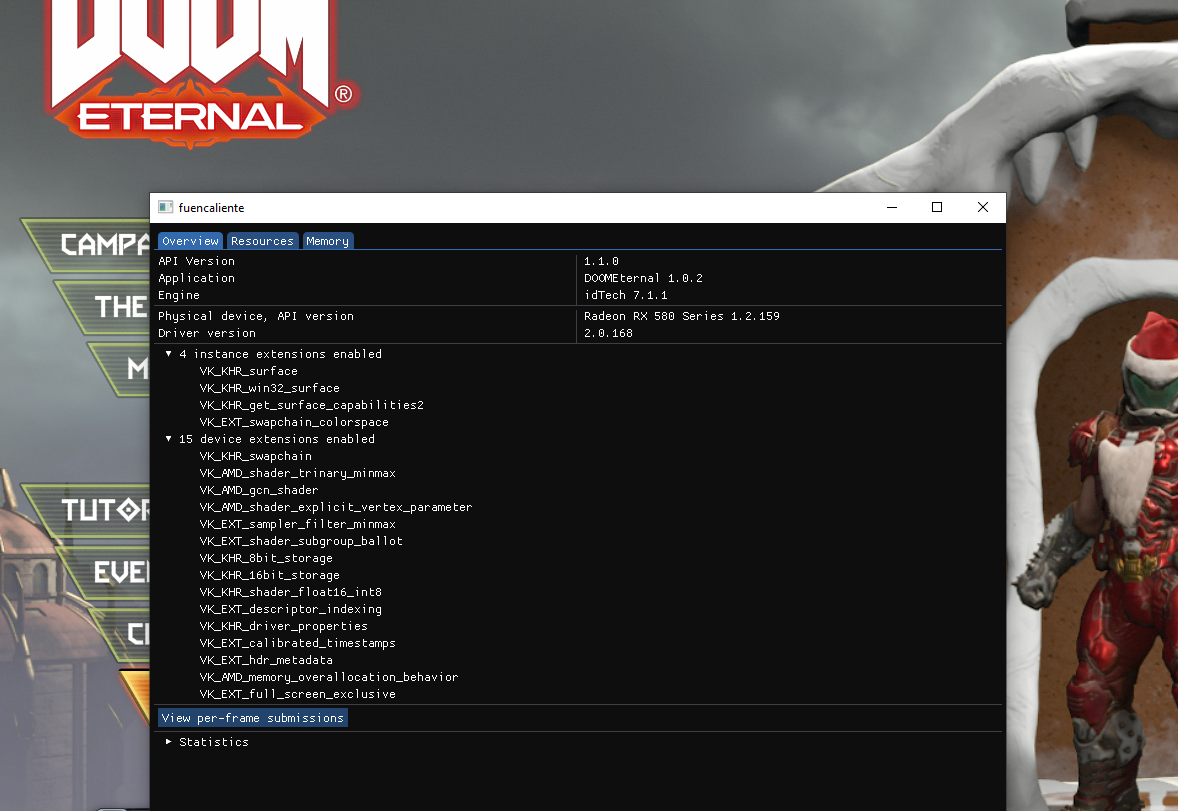 DOOM
ETERNAL®
fuencaliente
Overview Resources Memory
API Version 1.1.0
Application DOOMEternal 1.0.2
Engine idTech 7.1.1
Physical device, API version Radeon RX 580 Series 1.2.159
Driver version 2.0.168
4 instance extensions enabled
VK_KHR_surface
VK_KHR_win32_surface
VK_KHR_get_surface_capabilities2
VK_EXT_swapchain_colorspace
15 device extensions enabled
VK_KHR_swapchain
VK_AMD_shader_trinary_minmax
VK_AMD_gcn_shader
VK_AMD_shader_explicit_vertex_parameter
VK_EXT_sampler_filter_minmax
VK_EXT_shader_subgroup_ballot
VK_KHR_8bit_storage
VK_KHR_16bit_storage
VK_KHR_shader_float16_int8
VK_EXT_descriptor_indexing
VK_KHR_driver_properties
VK_EXT_calibrated_timestamps
VK_EXT_hdr_metadata
VK_AMD_memory_overallocation_behavior
VK_EXT_full_screen_exclusive
View per-frame submissions
Statistics
CAMPA
THE
M
TUTOR
EVE